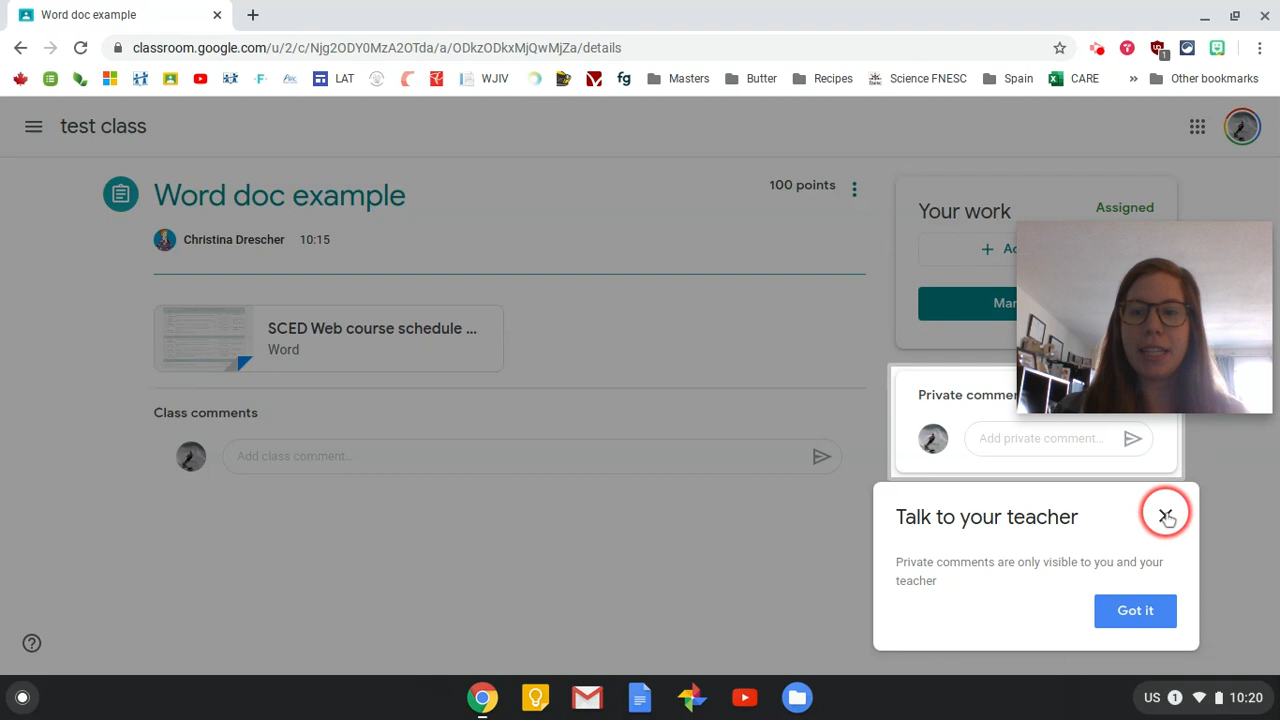 Word doc example
classroom.google.com/u/2/c/Njg2ODY0MzA2OTda/a/ODkzODkxMjQwMjZa/details
1
LAT
WJIV
fg
Masters
Butter
Recipes
Science FNESC
Spain
CARE
»
Other bookmarks
test class
Word doc example
100 points
Christina Drescher 10:15
SCED Web course schedule ...
Word
Class comments
Add class comment...
Your work
Assigned
+
Private
Add private comment...
Talk to your teacher
Private comments are only visible to you and your
teacher
Got it
US 1 10:20